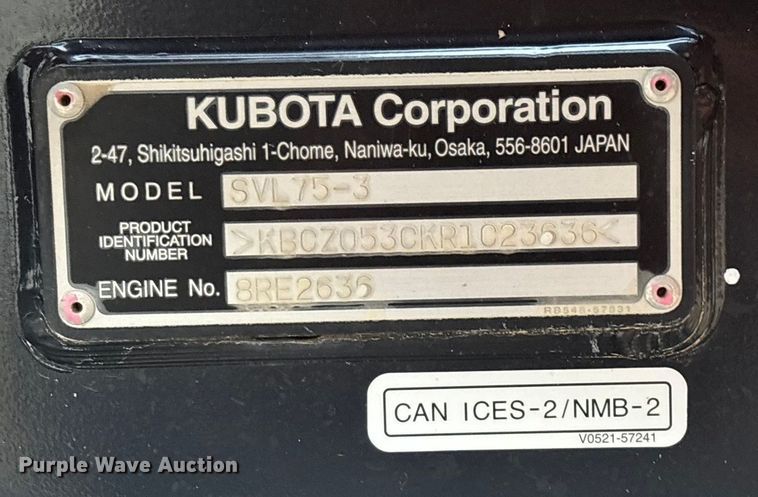 KUBOTA Corporation
2-47, Shikitsuhigashi 1-Chome, Naniwa-ku, Osaka, 556-8601 JAPAN
MODEL SVL75-3
PRODUCT IDENTIFICATION NUMBER >KBCZ053CKR1C23636<
ENGINE No. 8RE2636
RB548-57831
CAN ICES-2/NMB-2
V0521-57241
Purple Wave Auction